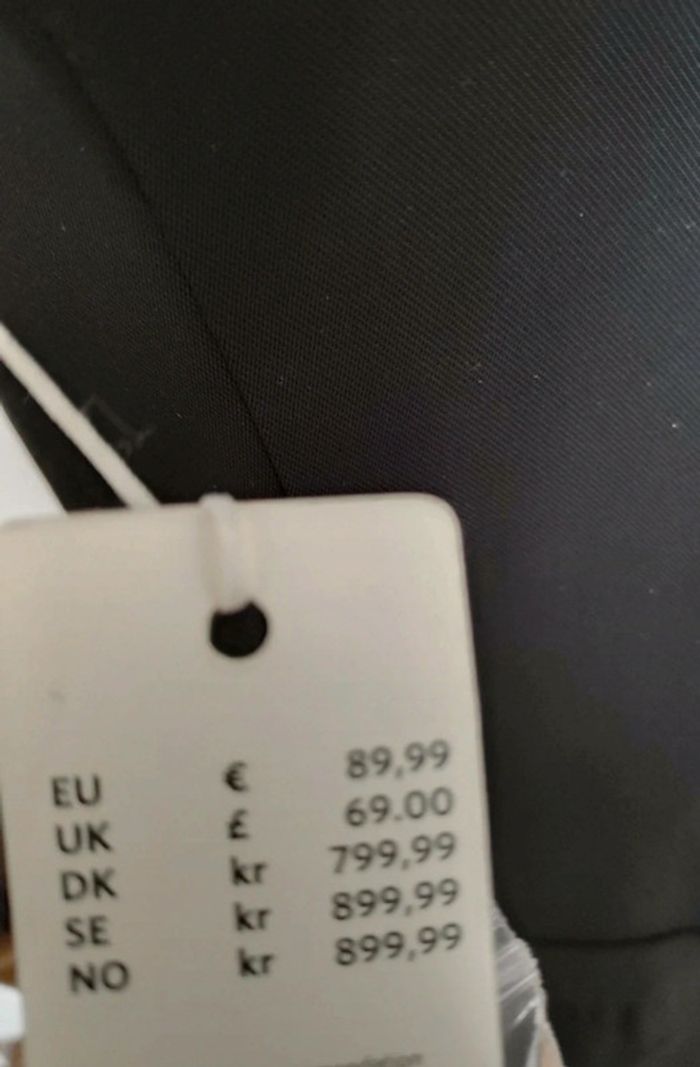 EU € 89,99
UK £ 69.00
DK kr 799,99
SE kr 899,99
NO kr 899,99